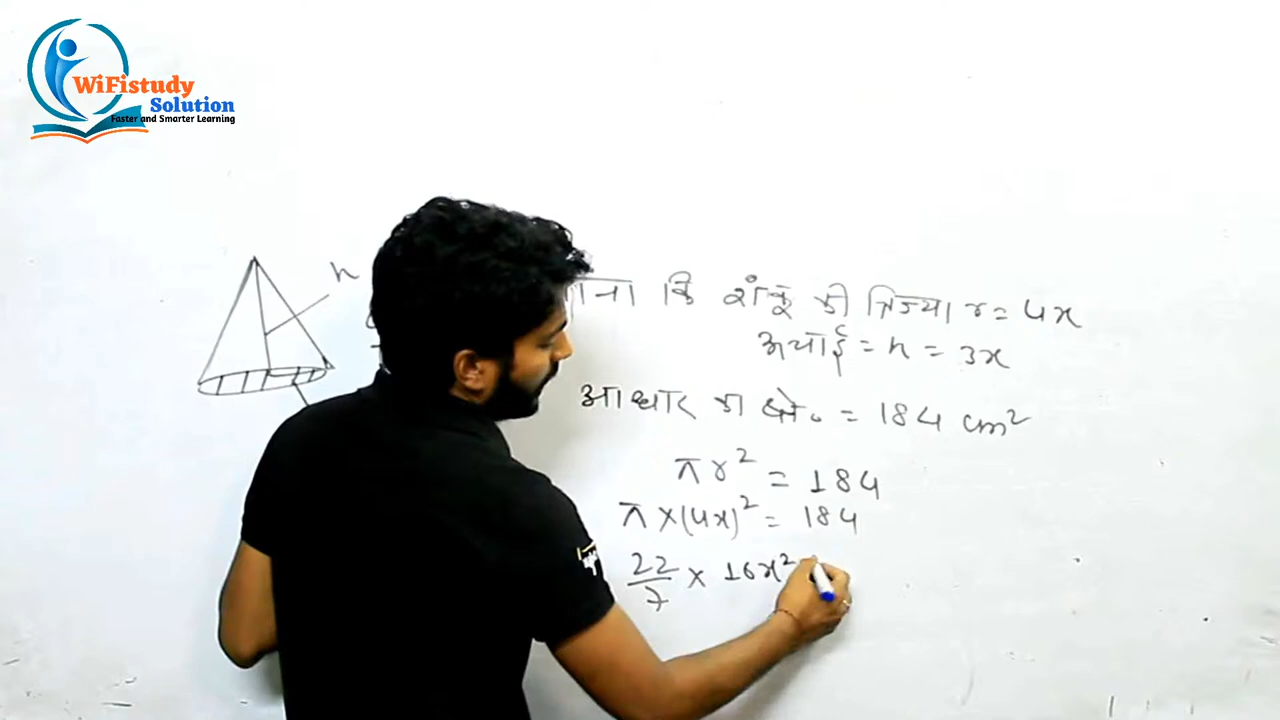 WiFistudy
Solution
Faster and Smarter Learning
h
माना कि शंकू की त्रिज्या r = 4x
ऊचाई = h = 3x
आधार का क्षे० = 184 cm²
πr² = 184
π×(4x)² = 184
22/7 × 16x²